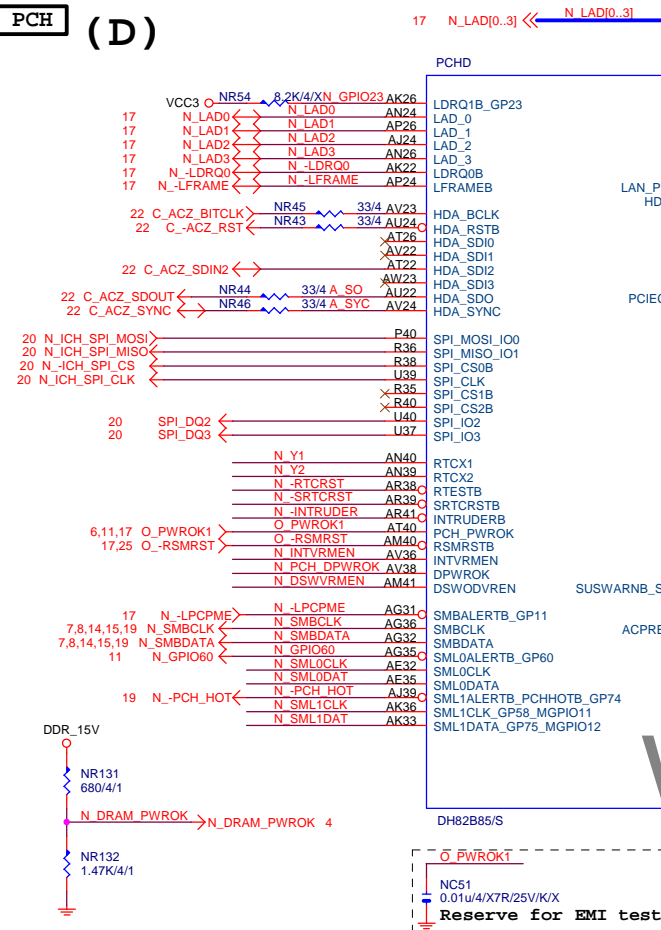 PCH (D)
17 N_LAD[0..3] N_LAD[0..3]
PCHD
VCC3 NR54 8.2K/4/X N_GPIO23 AK26 LDRQ1B_GP23
17 N_LAD0 N_LAD0 AN24 LAD_0
17 N_LAD1 N_LAD1 AP26 LAD_1
17 N_LAD2 N_LAD2 AJ24 LAD_2
17 N_LAD3 N_LAD3 AN26 LAD_3
17 N_-LDRQ0 N_-LDRQ0 AK22 LDRQ0B
17 N_-LFRAME N_-LFRAME AP24 LFRAMEB
LAN_P
HD
22 C_ACZ_BITCLK NR45 33/4 AV23 HDA_BCLK
22 C_-ACZ_RST NR43 33/4 AU24 HDA_RSTB
AT26 HDA_SDI0
AV22 HDA_SDI1
22 C_ACZ_SDIN2 AT22 HDA_SDI2
AW23 HDA_SDI3
22 C_ACZ_SDOUT NR44 33/4 A_SO AU22 HDA_SDO PCIEC
22 C_ACZ_SYNC NR46 33/4 A_SYC AV24 HDA_SYNC
20 N_ICH_SPI_MOSI P40 SPI_MOSI_IO0
20 N_ICH_SPI_MISO R36 SPI_MISO_IO1
20 N_-ICH_SPI_CS R38 SPI_CS0B
20 N_ICH_SPI_CLK U39 SPI_CLK
R35 SPI_CS1B
R40 SPI_CS2B
20 SPI_DQ2 U40 SPI_IO2
20 SPI_DQ3 U37 SPI_IO3
N_Y1 AN40 RTCX1
N_Y2 AN39 RTCX2
N_-RTCRST AR38 RTESTB
N_-SRTCRST AR39 SRTCRSTB
N_-INTRUDER AR41 INTRUDERB
6,11,17 O_PWROK1 O_PWROK1 AT40 PCH_PWROK
17,25 O_-RSMRST O_-RSMRST AM40 RSMRSTB
N_INTVRMEN AV36 INTVRMEN
N_PCH_DPWROK AV38 DPWROK
N_DSWVRMEN AM41 DSWODVREN SUSWARNB_S
17 N_-LPCPME N_-LPCPME AG31 SMBALERTB_GP11
7,8,14,15,19 N_SMBCLK N_SMBCLK AG36 SMBCLK ACPRE
7,8,14,15,19 N_SMBDATA N_SMBDATA AG32 SMBDATA
11 N_GPIO60 N_GPIO60 AG35 SML0ALERTB_GP60
N_SML0CLK AE32 SML0CLK
N_SML0DAT AE35 SML0DATA
19 N_-PCH_HOT N_-PCH_HOT AJ39 SML1ALERTB_PCHHOTB_GP74
N_SML1CLK AK36 SML1CLK_GP58_MGPIO11
N_SML1DAT AK33 SML1DATA_GP75_MGPIO12
DDR_15V
NR131
680/4/1
N_DRAM_PWROK N_DRAM_PWROK 4
DH82B85/S
NR132
1.47K/4/1
O_PWROK1
NC51
0.01u/4/X7R/25V/K/X
Reserve for EMI test